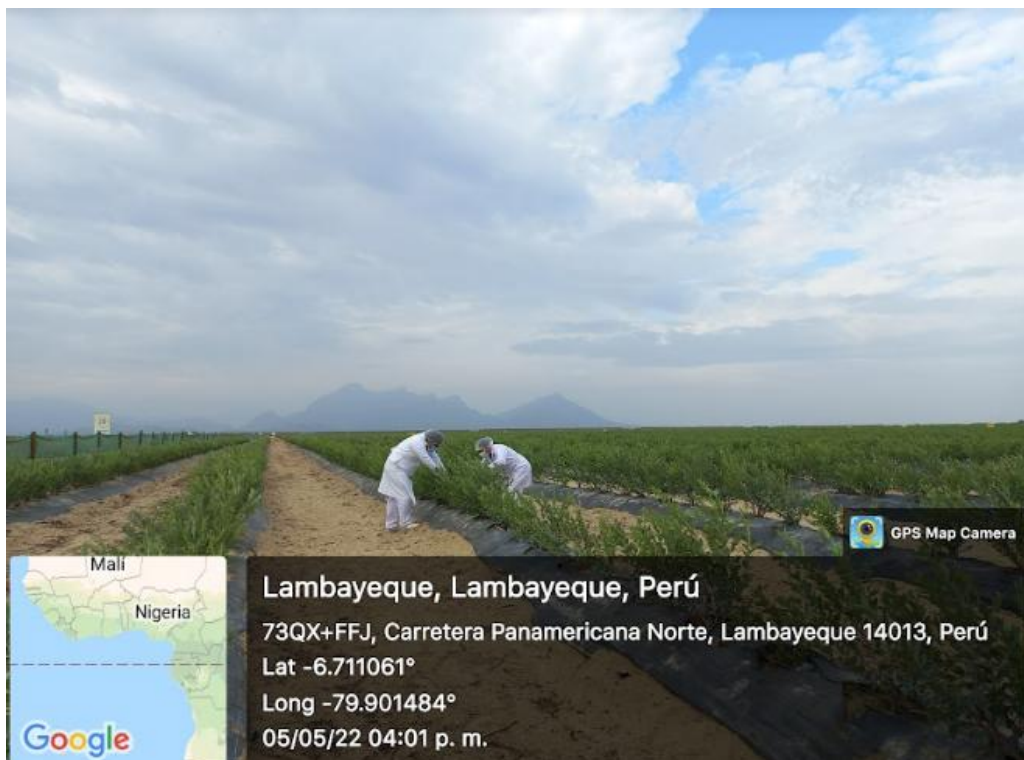 GPS Map Camera
Mali
Nigeria
Google
Lambayeque, Lambayeque, Perú
73QX+FFJ, Carretera Panamericana Norte, Lambayeque 14013, Perú
Lat -6.711061°
Long -79.901484°
05/05/22 04:01 p. m.